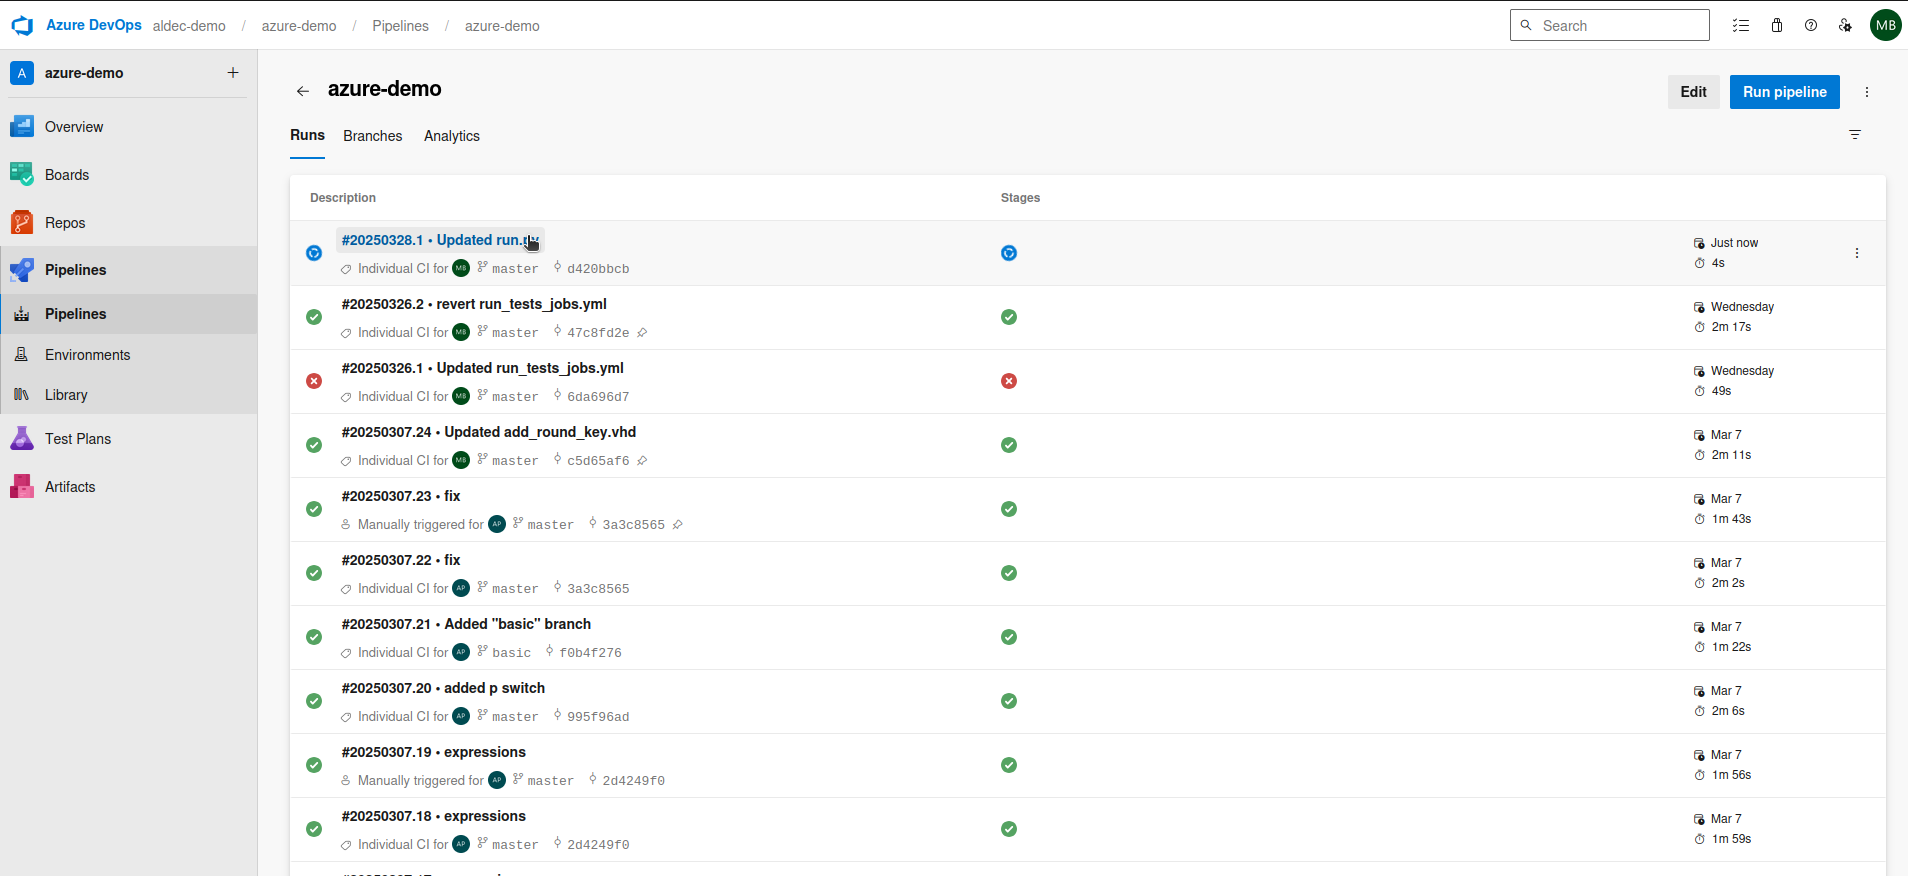 Azure DevOps aldec-demo / azure-demo / Pipelines / azure-demo Search MB
A azure-demo +
Overview
Boards
Repos
Pipelines
Pipelines
Environments
Library
Test Plans
Artifacts
azure-demo
Edit Run pipeline
Runs Branches Analytics
Description Stages
#20250328.1 • Updated run. Just now
Individual CI for MB master d420bbcb 4s
#20250326.2 • revert run_tests_jobs.yml Wednesday
Individual CI for MB master 47c8fd2e 2m 17s
#20250326.1 • Updated run_tests_jobs.yml Wednesday
Individual CI for MB master 6da696d7 49s
#20250307.24 • Updated add_round_key.vhd Mar 7
Individual CI for MB master c5d65af6 2m 11s
#20250307.23 • fix Mar 7
Manually triggered for AP master 3a3c8565 1m 43s
#20250307.22 • fix Mar 7
Individual CI for AP master 3a3c8565 2m 2s
#20250307.21 • Added "basic" branch Mar 7
Individual CI for AP basic f0b4f276 1m 22s
#20250307.20 • added p switch Mar 7
Individual CI for AP master 995f96ad 2m 6s
#20250307.19 • expressions Mar 7
Manually triggered for AP master 2d4249f0 1m 56s
#20250307.18 • expressions Mar 7
Individual CI for AP master 2d4249f0 1m 59s